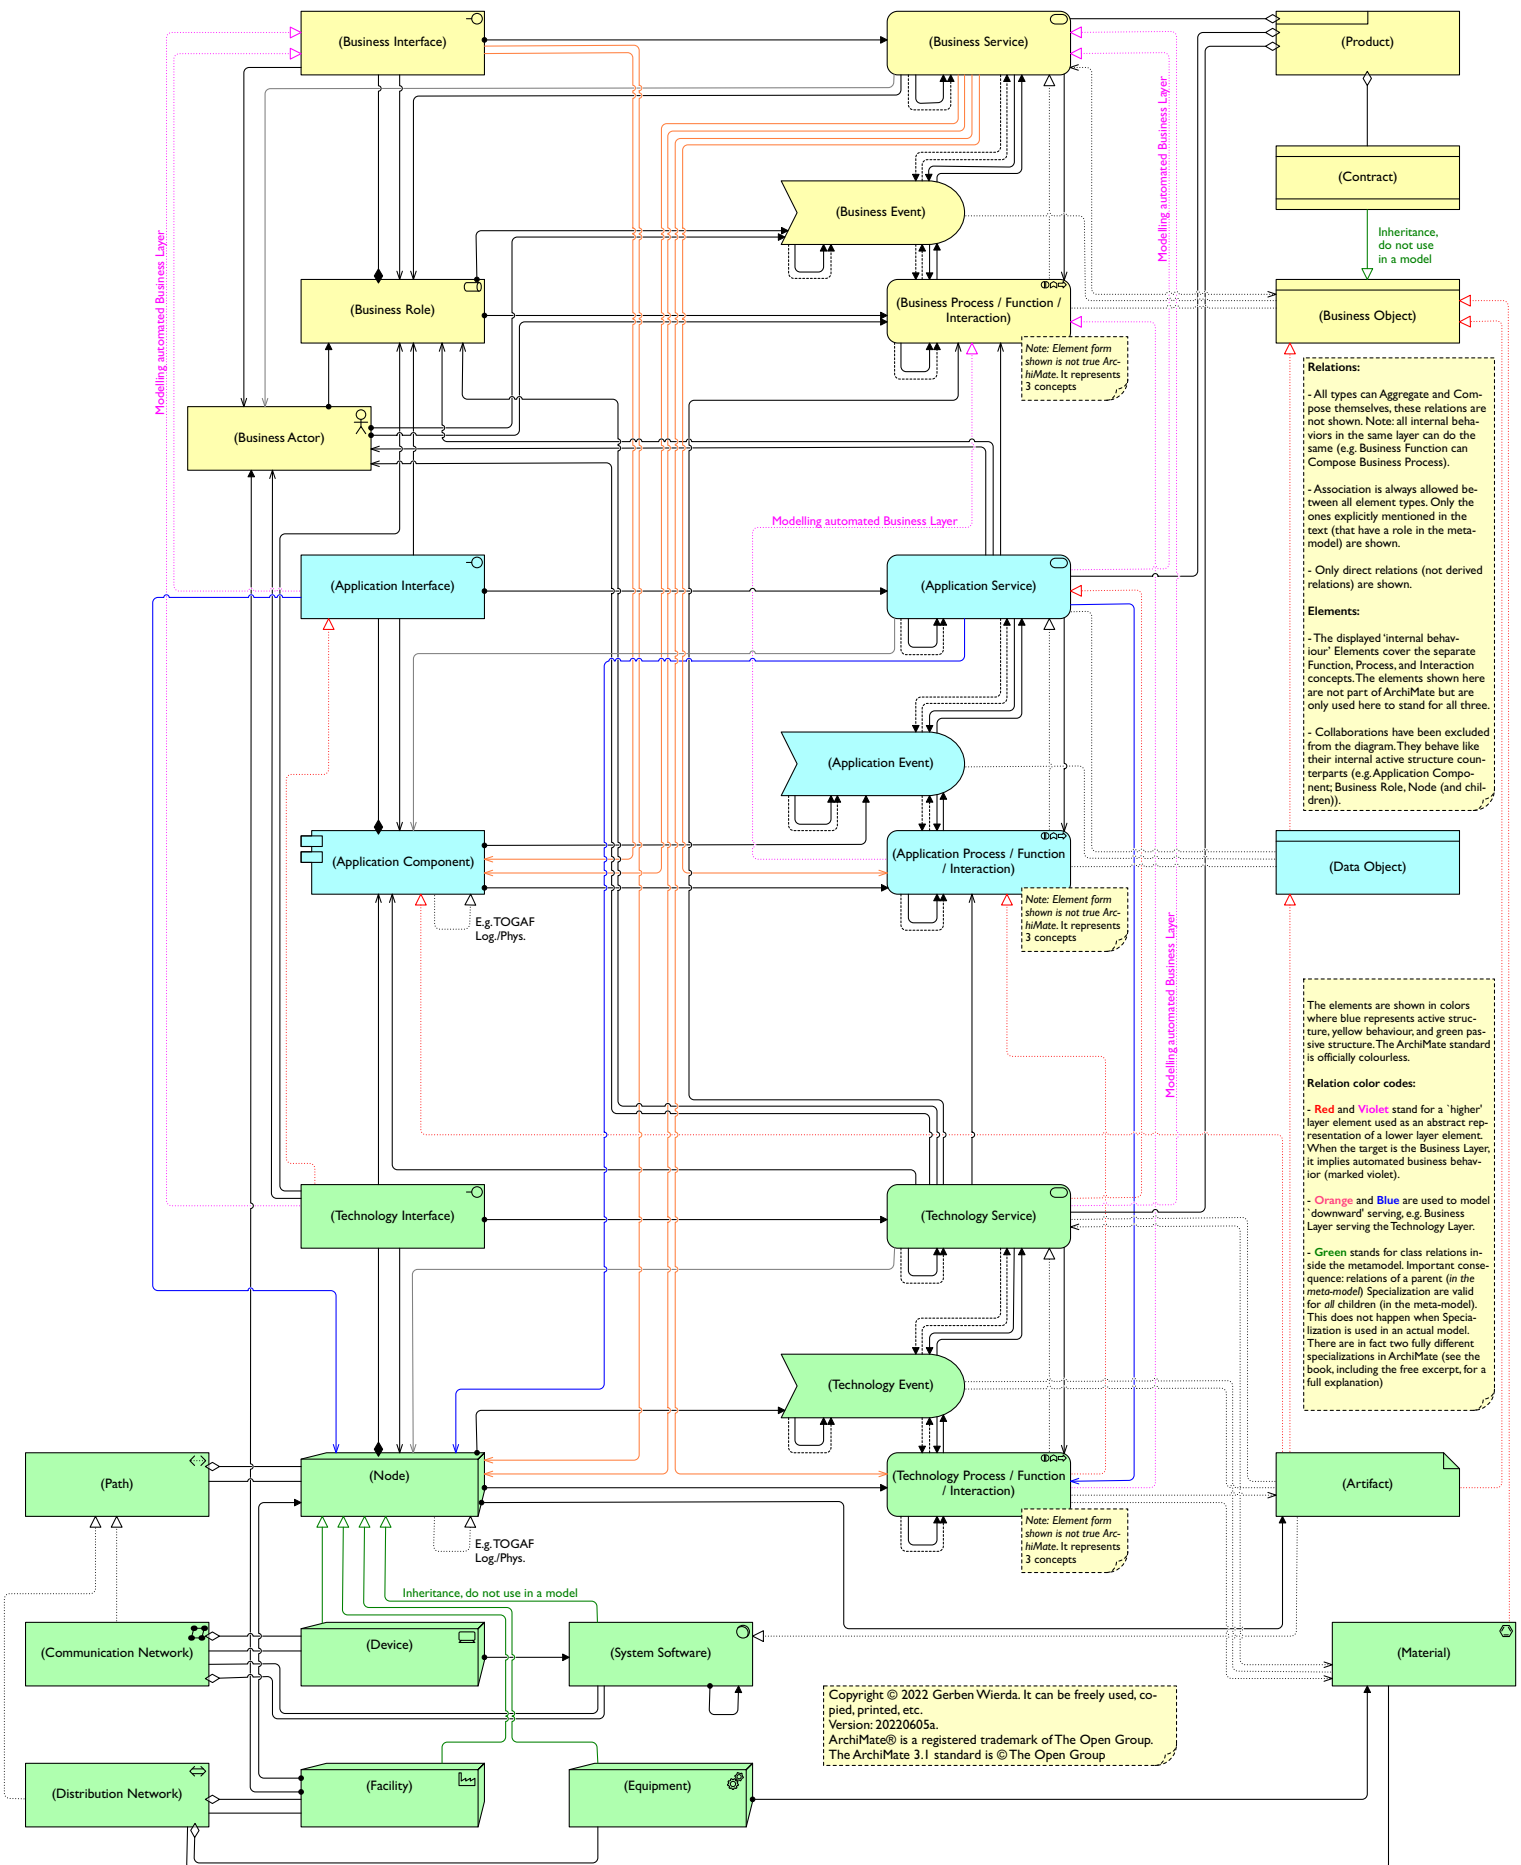 (Business Interface)
(Business Service)
(Product)
Modelling automated Business Layer
(Contract)
(Business Event)
Inheritance,
do not use
in a model
Modelling automated Business Layer
(Business Role)
(Business Process / Function /
Interaction)
(Business Object)
Note: Element form
shown is not true Arc-
hiMate. It represents
3 concepts
Relations:
- All types can Aggregate and Com-
pose themselves, these relations are
not shown. Note: all internal beha-
viors in the same layer can do the
same (e.g. Business Function can
Compose Business Process).
- Association is always allowed be-
tween all element types. Only the
ones explicitly mentioned in the
text (that have a role in the meta-
model) are shown.
- Only direct relations (not derived
relations) are shown.
Elements:
- The displayed ‘internal behav-
iour’ Elements cover the separate
Function, Process, and Interaction
concepts. The elements shown here
are not part of ArchiMate but are
only used here to stand for all three.
- Collaborations have been excluded
from the diagram. They behave like
their internal active structure coun-
terparts (e.g. Application Compo-
nent; Business Role, Node (and chil-
dren)).
(Business Actor)
Modelling automated Business Layer
(Application Interface)
(Application Service)
(Application Event)
(Application Component)
(Application Process / Function
/ Interaction)
(Data Object)
E.g. TOGAF
Log./Phys.
Note: Element form
shown is not true Arc-
hiMate. It represents
3 concepts
Modelling automated Business Layer
The elements are shown in colors
where blue represents active struc-
ture, yellow behaviour, and green pas-
sive structure. The ArchiMate standard
is officially colourless.
Relation color codes:
- Red and Violet stand for a `higher'
layer element used as an abstract rep-
resentation of a lower layer element.
When the target is the Business Layer,
it implies automated business behav-
ior (marked violet).
- Orange and Blue are used to model
`downward' serving, e.g. Business
Layer serving the Technology Layer.
- Green stands for class relations in-
side the metamodel. Important conse-
quence: relations of a parent (in the
meta-model) Specialization are valid
for all children (in the meta-model).
This does not happen when Specia-
lization is used in an actual model.
There are in fact two fully different
specializations in ArchiMate (see the
book, including the free excerpt, for a
full explanation)
(Technology Interface)
(Technology Service)
(Technology Event)
(Path)
(Node)
(Technology Process / Function
/ Interaction)
(Artifact)
E.g. TOGAF
Log./Phys.
Note: Element form
shown is not true Arc-
hiMate. It represents
3 concepts
Inheritance, do not use in a model
(Communication Network)
(Device)
(System Software)
(Material)
Copyright © 2022 Gerben Wierda. It can be freely used, co-
pied, printed, etc.
Version: 20220605a.
ArchiMate® is a registered trademark of The Open Group.
The ArchiMate 3.1 standard is © The Open Group
(Distribution Network)
(Facility)
(Equipment)